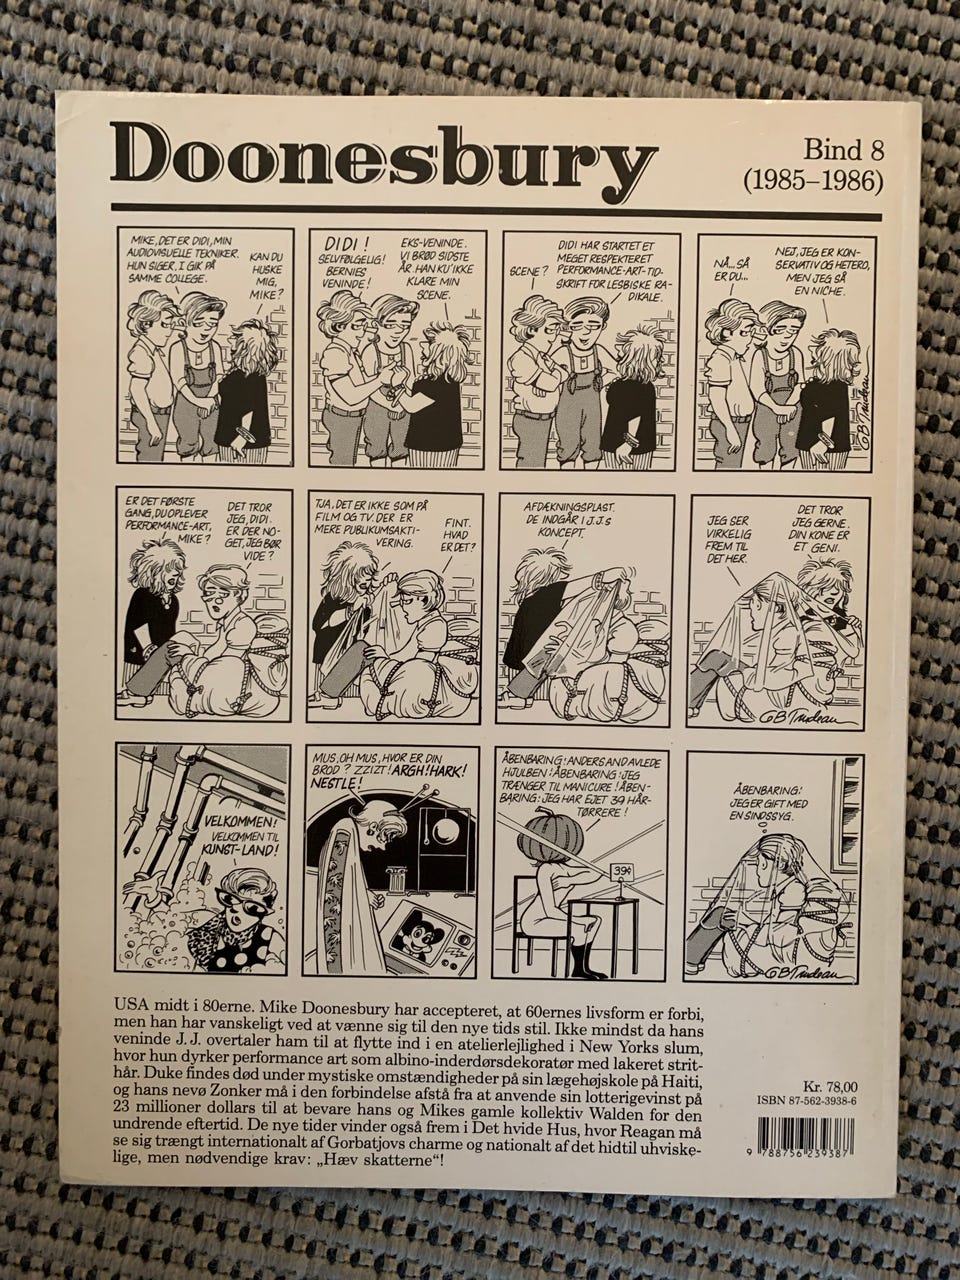 Doonesbury
Bind 8
(1985–1986)
MIKE, DET ER DIDI, MIN
AUDIOVISUELLE TEKNIKER.
HUN SIGER, I GIK PÅ
SAMME COLLEGE.
KAN DU
HUSKE
MIG,
MIKE?
DIDI!
SELVFØLGELIG!
BERNIES
VENINDE!
EKS-VENINDE.
VI BRØD SIDSTE
ÅR. HAN KU' IKKE
KLARE MIN
SCENE.
SCENE?
DIDI HAR STARTET ET
MEGET RESPEKTERET
PERFORMANCE-ART-TID-
SKRIFT FOR LESBISKE RA-
DIKALE.
NÅ... SÅ
ER DU...
NEJ, JEG ER KON-
SERVATIV OG HETERO,
MEN JEG SÅ
EN NICHE.
GBTrudeau
ER DET FØRSTE
GANG, DU OPLEVER
PERFORMANCE-ART,
MIKE?
DET TROR
JEG, DIDI.
ER DER NO-
GET, JEG BØR
VIDE?
TJA, DET ER IKKE SOM PÅ
FILM OG TV. DER ER
MERE PUBLIKUMSAKTI-
VERING.
FINT.
HVAD
ER DET?
AFDÆKNINGSPLAST.
DE INDGÅR I J.J.S
KONCEPT.
JEG SER
VIRKELIG
FREM TIL
DET HER.
DET TROR
JEG GERNE.
DIN KONE ER
ET GENI.
GBTrudeau
VELKOMMEN!
VELKOMMEN TIL
KUNST-LAND!
MUS, OH MUS, HVOR ER DIN
BROD? ZZIZT! ARGH! HARK!
NESTLE!
ÅBENBARING: ANDERS AND AVLEDE
HJULBEN! ÅBENBARING: JEG
TRÆNGER TIL MANICURE! ÅBEN-
BARING: JEG HAR EJET 39 HÅR-
TØRRERE!
39¢
ÅBENBARING:
JEG ER GIFT MED
EN SINDSSYG.
GBTrudeau
USA midt i 80erne. Mike Doonesbury har accepteret, at 60ernes livsform er forbi,
men han har vanskeligt ved at vænne sig til den nye tids stil. Ikke mindst da hans
veninde J.J. overtaler ham til at flytte ind i en atelierlejlighed i New Yorks slum,
hvor hun dyrker performance art som albino-inderdørsdekoratør med lakeret strit-
hår. Duke findes død under mystiske omstændigheder på sin lægehøjskole på Haiti,
og hans nevø Zonker må i den forbindelse afstå fra at anvende sin lotterigevinst på
23 millioner dollars til at bevare hans og Mikes gamle kollektiv Walden for den
undrende eftertid. De nye tider vinder også frem i Det hvide Hus, hvor Reagan må
se sig trængt internationalt af Gorbatjovs charme og nationalt af det hidtil uhviske-
lige, men nødvendige krav: „Hæv skatterne“!
Kr. 78,00
ISBN 87-562-3938-6
9 788756 239387